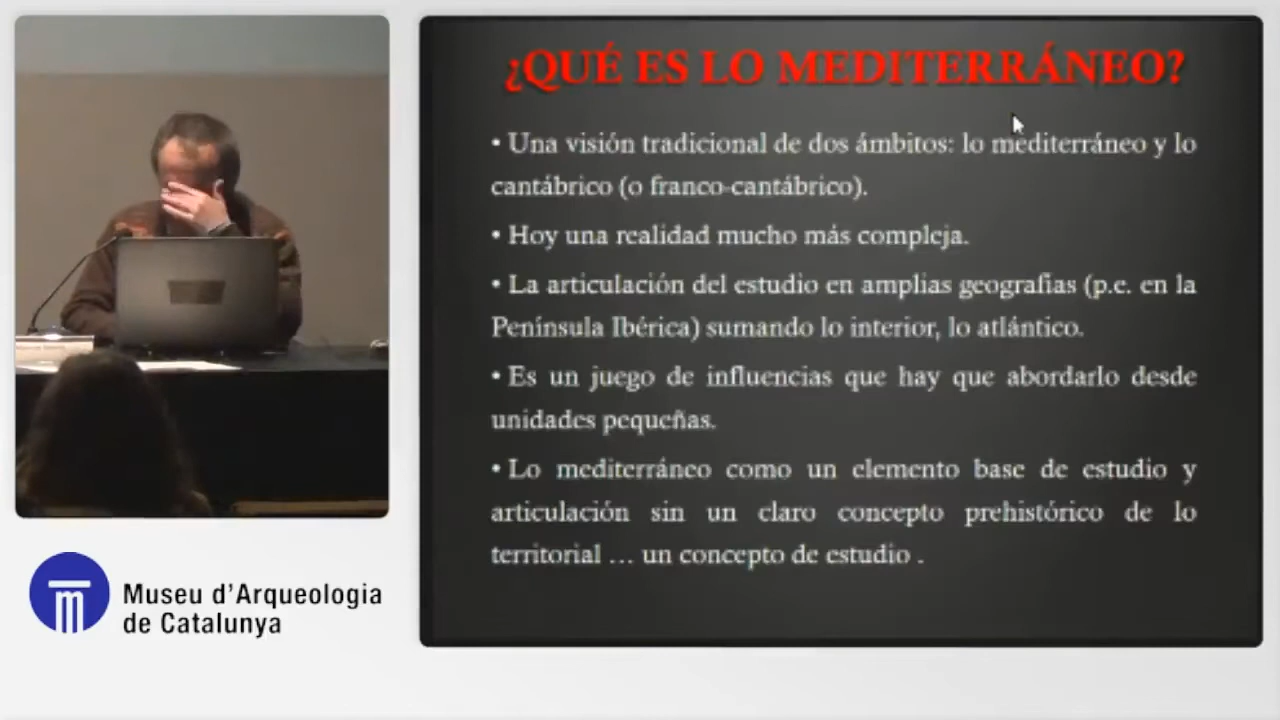 ¿QUÉ ES LO MEDITERRÁNEO?
• Una visión tradicional de dos ámbitos: lo mediterráneo y lo
cantábrico (o franco-cantábrico).
• Hoy una realidad mucho más compleja.
• La articulación del estudio en amplias geografías (p.e. en la
Península Ibérica) sumando lo interior, lo atlántico.
• Es un juego de influencias que hay que abordarlo desde
unidades pequeñas.
• Lo mediterráneo como un elemento base de estudio y
articulación sin un claro concepto prehistórico de lo
territorial ... un concepto de estudio .
m
Museu d'Arqueologia
de Catalunya